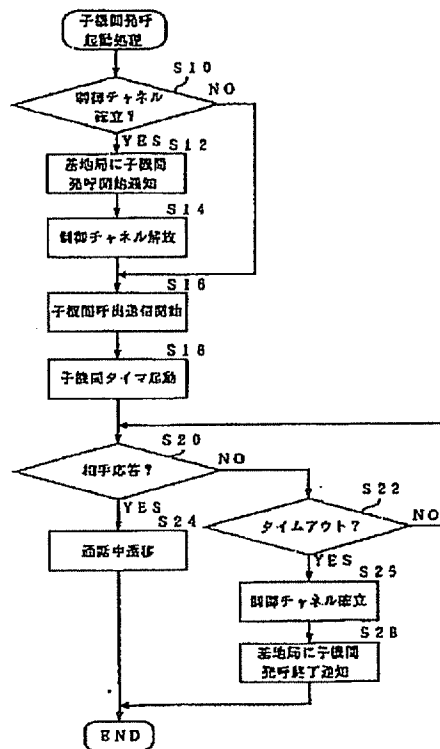 子機間発呼
起動処理
S10
制御チャネル
確立?
NO
YES
S12
基地局に子機間
発呼開始通知
S14
制御チャネル解放
S16
子機間呼出送信開始
S18
子機間タイマ起動
S20
相手応答?
NO
S22
YES
S24
タイムアウト?
NO
通話中遷移
YES
S26
制御チャネル確立
S28
基地局に子機間
発呼終了通知
END